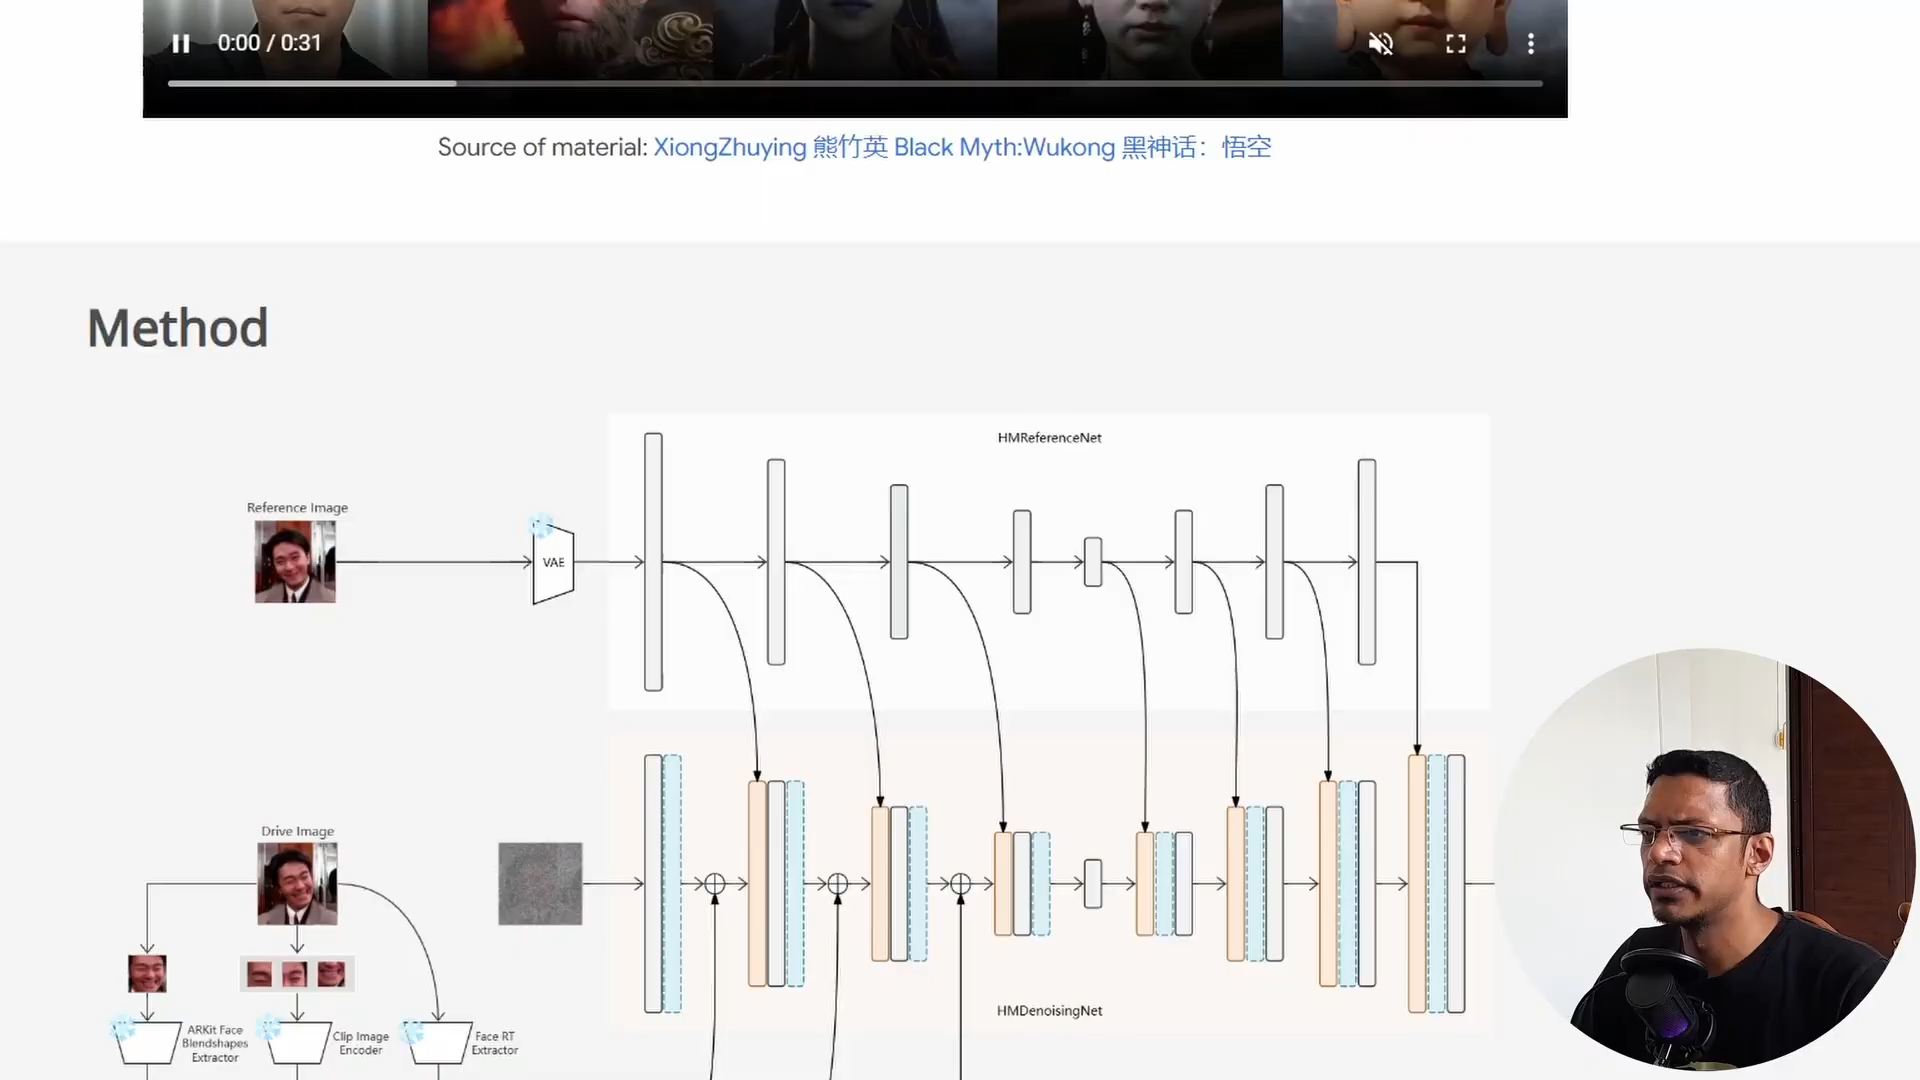 0:00 / 0:31
Source of material: XiongZhuying 熊竹英 Black Myth:Wukong 黑神话：悟空
Method
HMReferenceNet
Reference Image
VAE
Drive Image
HMDenoisingNet
ARKit Face
Blendshapes
Extractor
Clip Image
Encoder
Face RT
Extractor